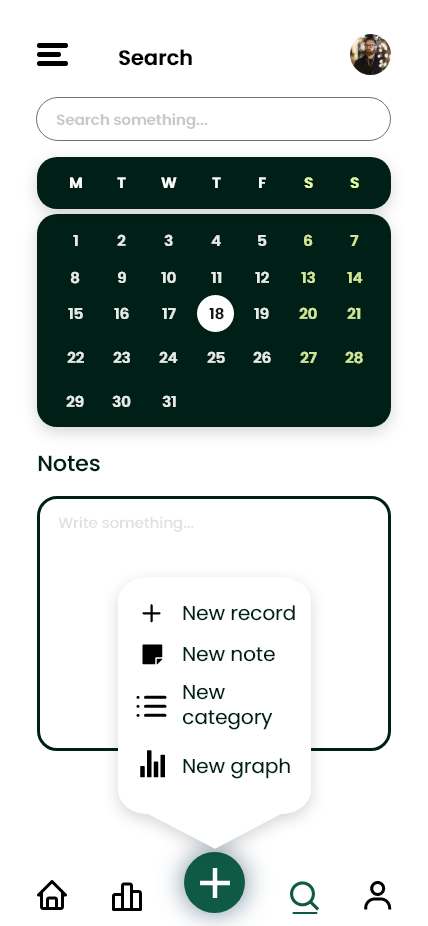 Search
Search something...
M T W T F S S
1 2 3 4 5 6 7
8 9 10 11 12 13 14
15 16 17 18 19 20 21
22 23 24 25 26 27 28
29 30 31
Notes
Write something...
New record
New note
New
category
New graph